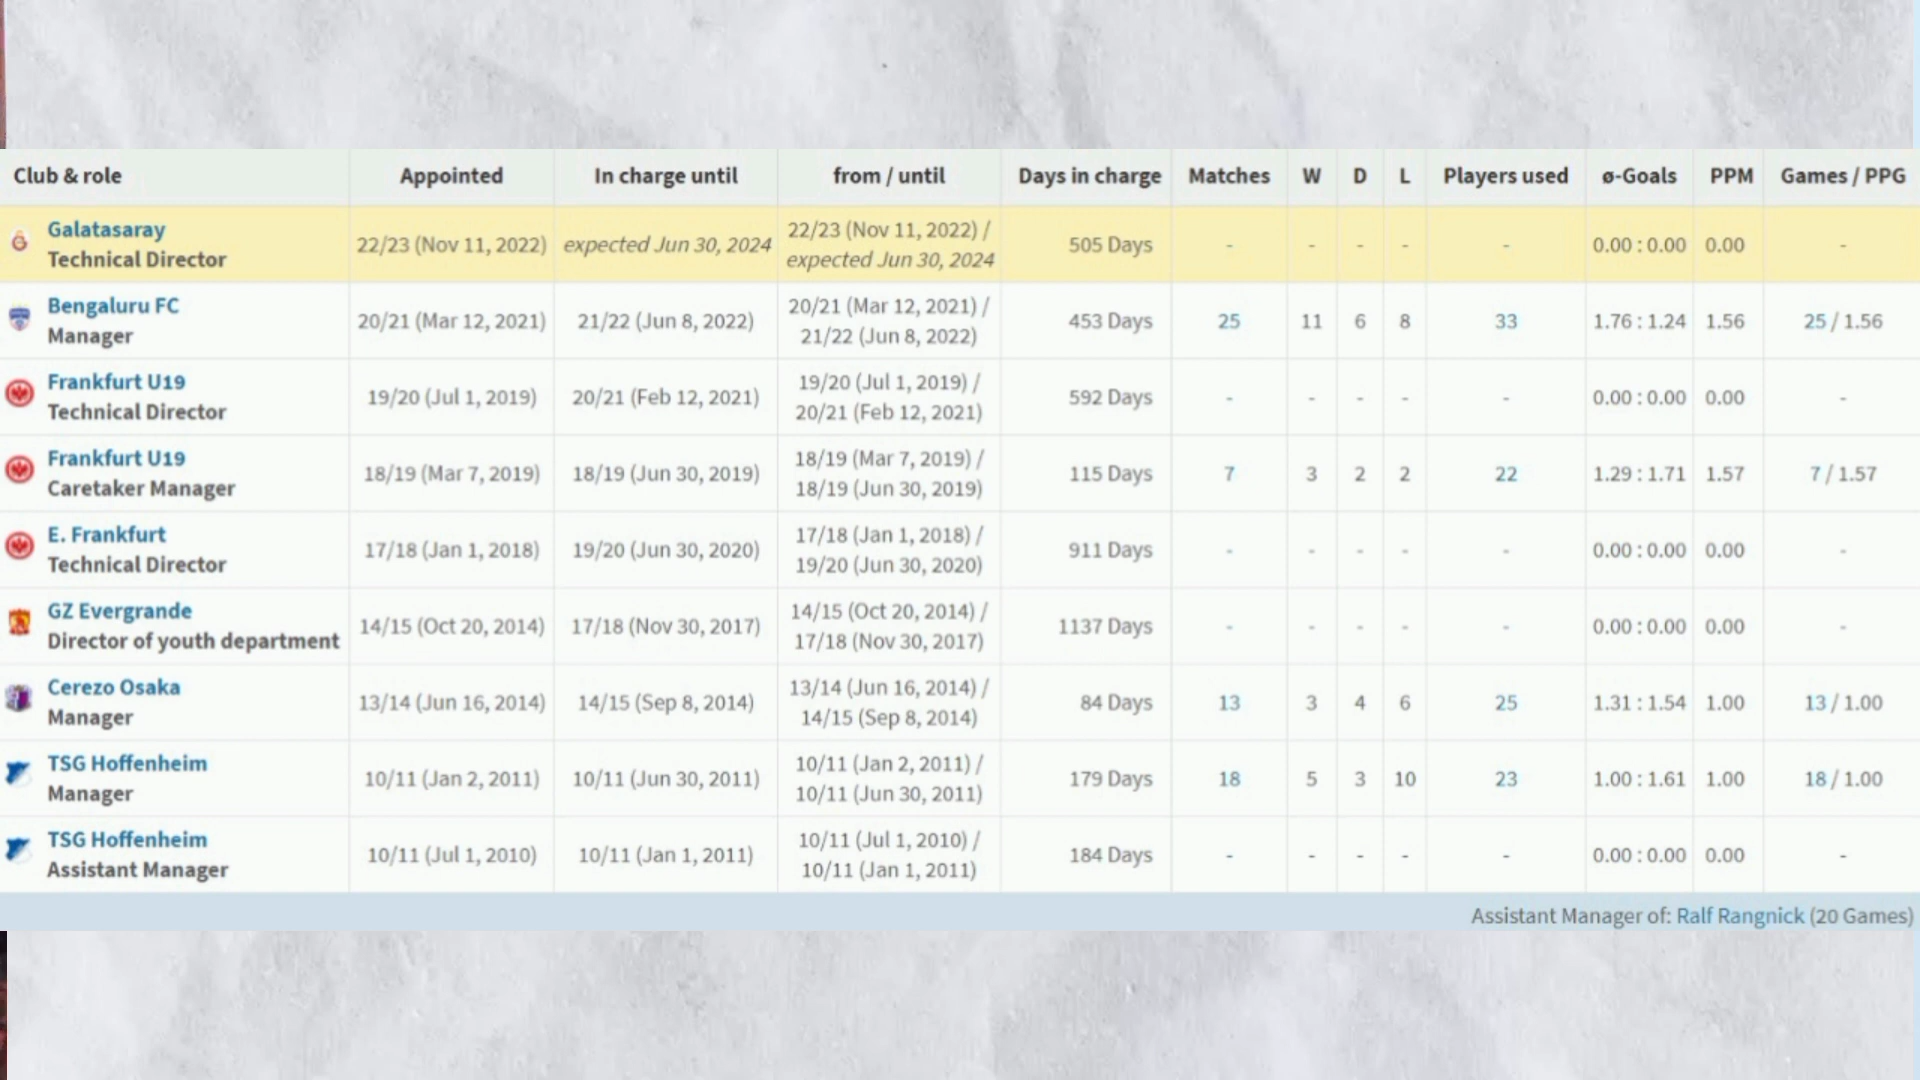 Club & role Appointed In charge until from / until Days in charge Matches W D L Players used ø-Goals PPM Games / PPG
Galatasaray
Technical Director
22/23 (Nov 11, 2022) expected Jun 30, 2024
22/23 (Nov 11, 2022) /
expected Jun 30, 2024
505 Days - - - - - 0.00 : 0.00 0.00 -
Bengaluru FC
Manager
20/21 (Mar 12, 2021) 21/22 (Jun 8, 2022)
20/21 (Mar 12, 2021) /
21/22 (Jun 8, 2022)
453 Days 25 11 6 8 33 1.76 : 1.24 1.56 25 / 1.56
Frankfurt U19
Technical Director
19/20 (Jul 1, 2019) 20/21 (Feb 12, 2021)
19/20 (Jul 1, 2019) /
20/21 (Feb 12, 2021)
592 Days - - - - - 0.00 : 0.00 0.00 -
Frankfurt U19
Caretaker Manager
18/19 (Mar 7, 2019) 18/19 (Jun 30, 2019)
18/19 (Mar 7, 2019) /
18/19 (Jun 30, 2019)
115 Days 7 3 2 2 22 1.29 : 1.71 1.57 7 / 1.57
E. Frankfurt
Technical Director
17/18 (Jan 1, 2018) 19/20 (Jun 30, 2020)
17/18 (Jan 1, 2018) /
19/20 (Jun 30, 2020)
911 Days - - - - - 0.00 : 0.00 0.00 -
GZ Evergrande
Director of youth department
14/15 (Oct 20, 2014) 17/18 (Nov 30, 2017)
14/15 (Oct 20, 2014) /
17/18 (Nov 30, 2017)
1137 Days - - - - - 0.00 : 0.00 0.00 -
Cerezo Osaka
Manager
13/14 (Jun 16, 2014) 14/15 (Sep 8, 2014)
13/14 (Jun 16, 2014) /
14/15 (Sep 8, 2014)
84 Days 13 3 4 6 25 1.31 : 1.54 1.00 13 / 1.00
TSG Hoffenheim
Manager
10/11 (Jan 2, 2011) 10/11 (Jun 30, 2011)
10/11 (Jan 2, 2011) /
10/11 (Jun 30, 2011)
179 Days 18 5 3 10 23 1.00 : 1.61 1.00 18 / 1.00
TSG Hoffenheim
Assistant Manager
10/11 (Jul 1, 2010) 10/11 (Jan 1, 2011)
10/11 (Jul 1, 2010) /
10/11 (Jan 1, 2011)
184 Days - - - - - 0.00 : 0.00 0.00 -
Assistant Manager of: Ralf Rangnick (20 Games)